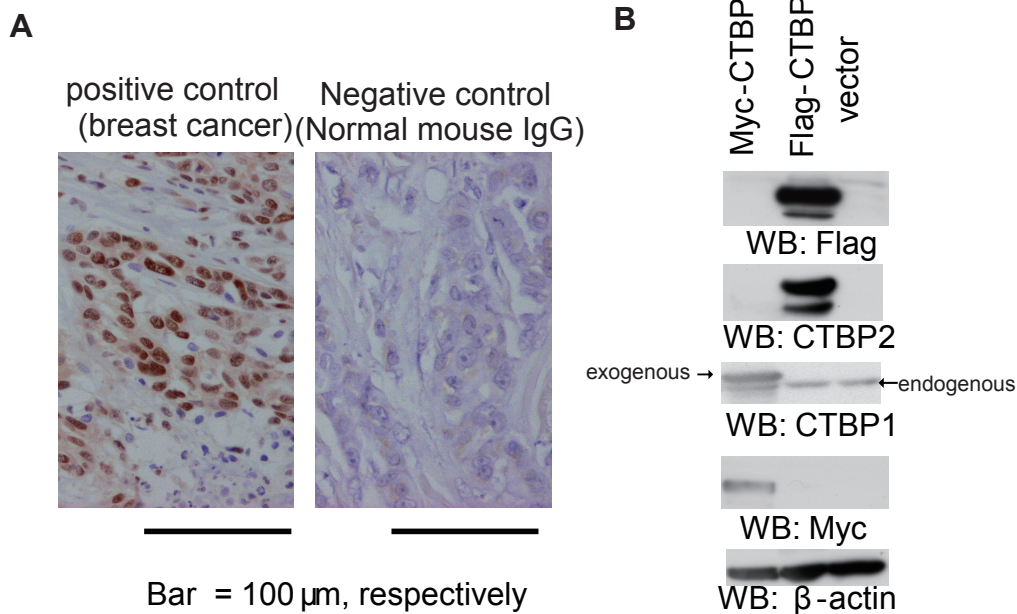 A
positive control
(breast cancer)
Negative control
(Normal mouse IgG)
Bar = 100 µm, respectively
B
Myc-CTBP
Flag-CTBP
vector
WB: Flag
WB: CTBP2
exogenous →
←endogenous
WB: CTBP1
WB: Myc
WB: β-actin